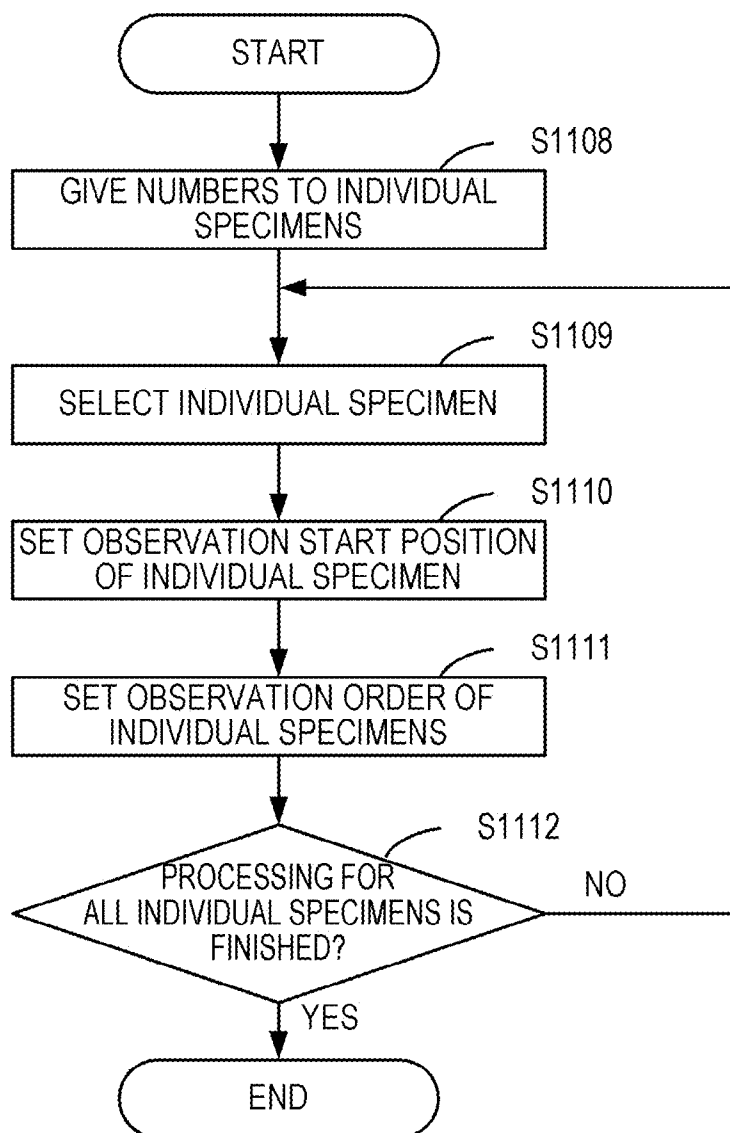 START
S1108
GIVE NUMBERS TO INDIVIDUAL
SPECIMENS
S1109
SELECT INDIVIDUAL SPECIMEN
S1110
SET OBSERVATION START POSITION
OF INDIVIDUAL SPECIMEN
S1111
SET OBSERVATION ORDER OF
INDIVIDUAL SPECIMENS
S1112
PROCESSING FOR
ALL INDIVIDUAL SPECIMENS IS
FINISHED?
NO
YES
END